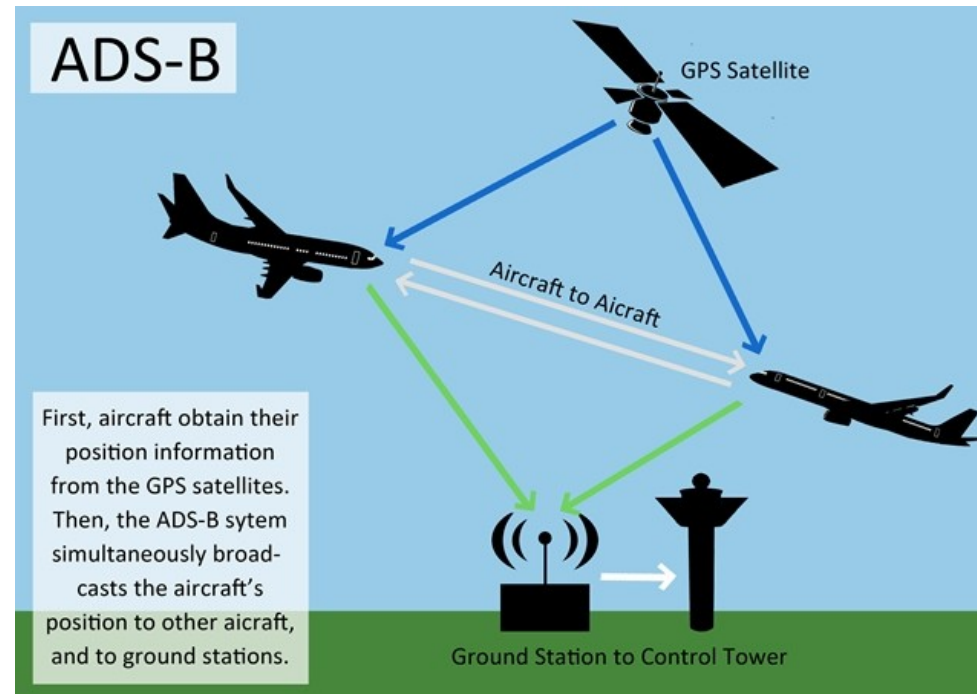 ADS-B
GPS Satellite
Aircraft to Aicraft
First, aircraft obtain their
position information
from the GPS satellites.
Then, the ADS-B sytem
simultaneously broad-
casts the aircraft's
position to other aicraft,
and to ground stations.
Ground Station to Control Tower